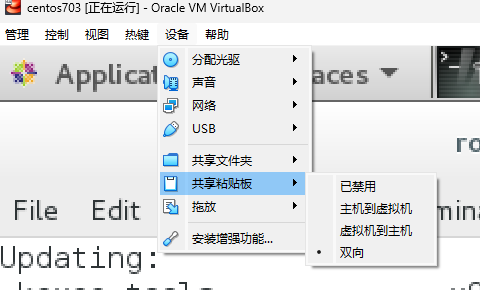 centos703 [正在运行] - Oracle VM VirtualBox
管理 控制 视图 热键 设备 帮助
Applicat
aces
分配光驱
声音
网络
USB
共享文件夹
共享粘贴板
拖放
安装增强功能...
已禁用
主机到虚拟机
虚拟机到主机
双向
ro
File Edit
mina
Updating: